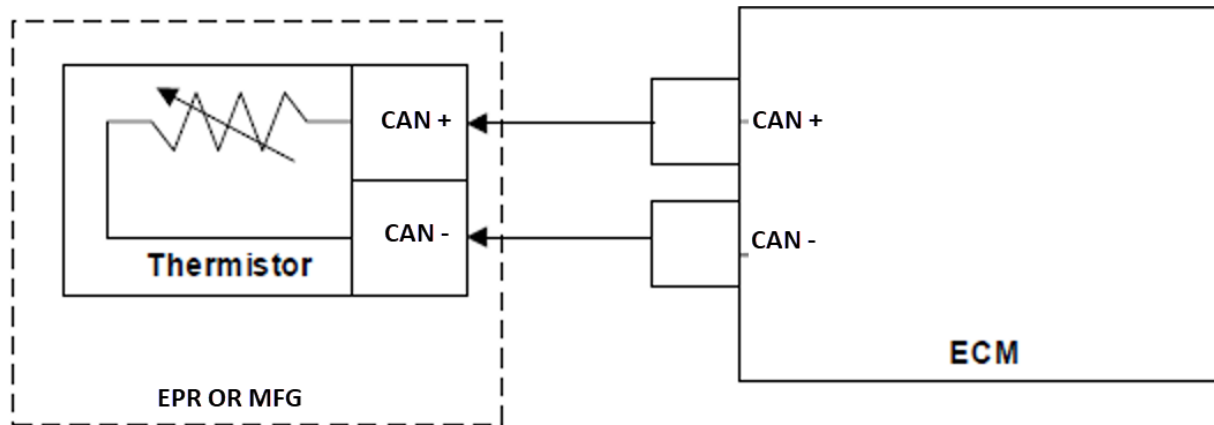 CAN +
CAN +
CAN -
CAN -
Thermistor
ECM
EPR OR MFG